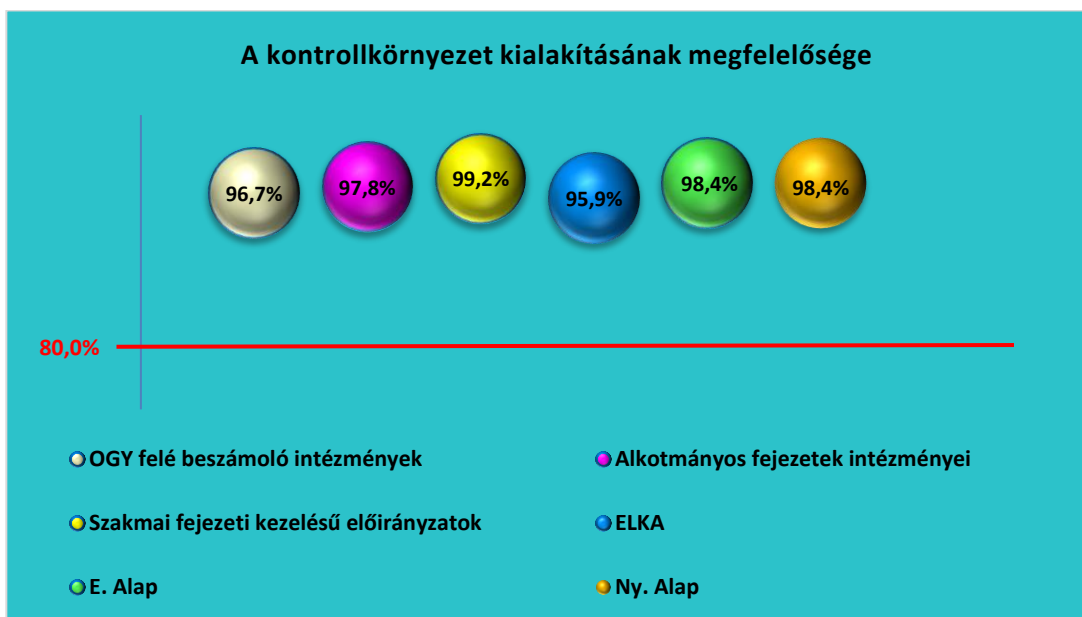 A kontrollkörnyezet kialakításának megfelelősége
96,7%
97,8%
99,2%
95,9%
98,4%
98,4%
80,0%
OGY felé beszámoló intézmények
Alkotmányos fejezetek intézményei
Szakmai fejezeti kezelésű előirányzatok
ELKA
E. Alap
Ny. Alap